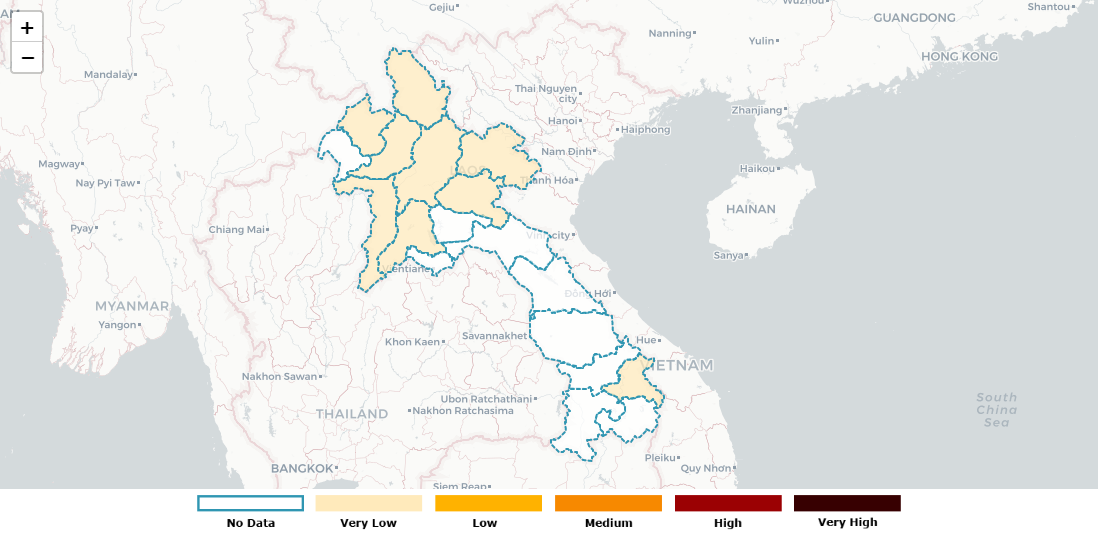 +
−
Gejiu
Wuzhou
Shantou
GUANGDONG
Nanning
Yulin
HONG KONG
Mandalay
Thai Nguyen
city
Zhanjiang
Hanoi
Haiphong
Nam Định
Magway
Nay Pyi Taw
LAOS
Thanh Hóa
Haikou
HAINAN
Pyay
Chiang Mai
Vinh city
Sanya
Vientiane
Đồng Hới
MYANMAR
Yangon
Khon Kaen
Savannakhet
Hue
VIETNAM
Nakhon Sawan
Ubon Ratchathani
Nakhon Ratchasima
THAILAND
South
China
Sea
Pleiku
Quy Nhơn
BANGKOK
Siem Reap
No Data
Very Low
Low
Medium
High
Very High